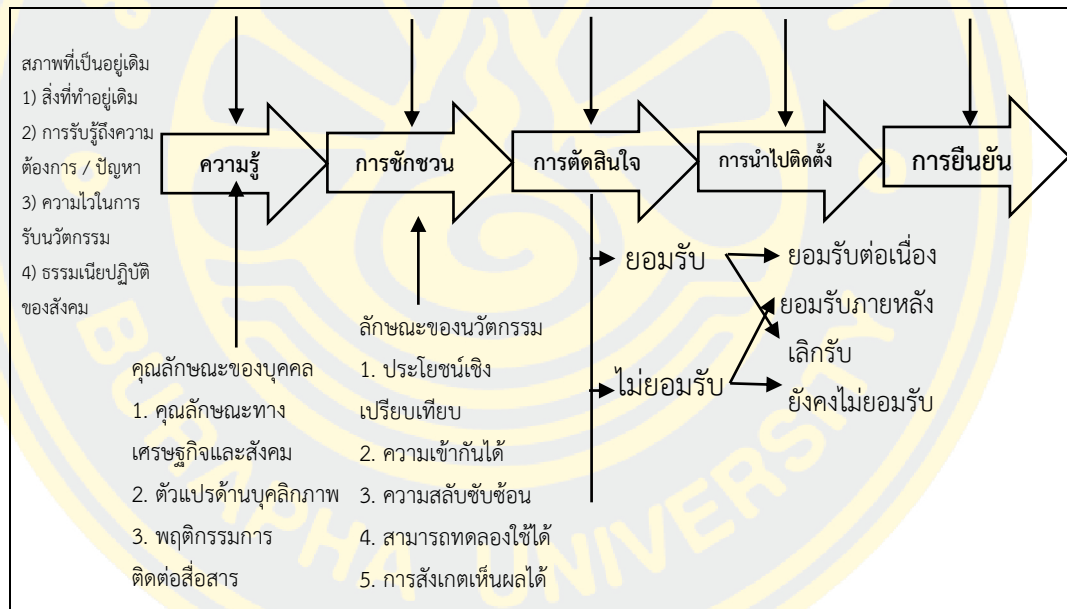 สภาพที่เป็นอยู่เดิม
1) สิ่งที่ทำอยู่เดิม
2) การรับรู้ถึงความ
ต้องการ / ปัญหา
3) ความไวในการ
รับนวัตกรรม
4) ธรรมเนียปฏิบัติ
ของสังคม
ความรู้
การชักชวน
การตัดสินใจ
การนำไปติดตั้ง
การยืนยัน
ยอมรับ
ไม่ยอมรับ
ยอมรับต่อเนื่อง
ยอมรับภายหลัง
เลิกรับ
ยังคงไม่ยอมรับ
คุณลักษณะของบุคคล
1. คุณลักษณะทาง
เศรษฐกิจและสังคม
2. ตัวแปรด้านบุคลิกภาพ
3. พฤติกรรมการ
ติดต่อสื่อสาร
ลักษณะของนวัตกรรม
1. ประโยชน์เชิง
เปรียบเทียบ
2. ความเข้ากันได้
3. ความสลับซับซ้อน
4. สามารถทดลองใช้ได้
5. การสังเกตเห็นผลได้
BURAPHA UNIVERSITY